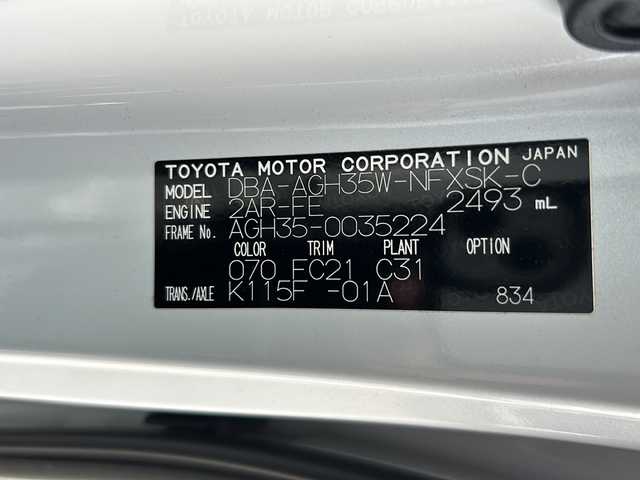 TOYOTA MOTOR CORPORATION JAPAN
MODEL DBA-AGH35W-NFXSK-C
ENGINE 2AR-FE 2493 mL
FRAME No. AGH35-0035224
COLOR TRIM PLANT OPTION
070 FC21 C31
TRANS./AXLE K115F -01A 834